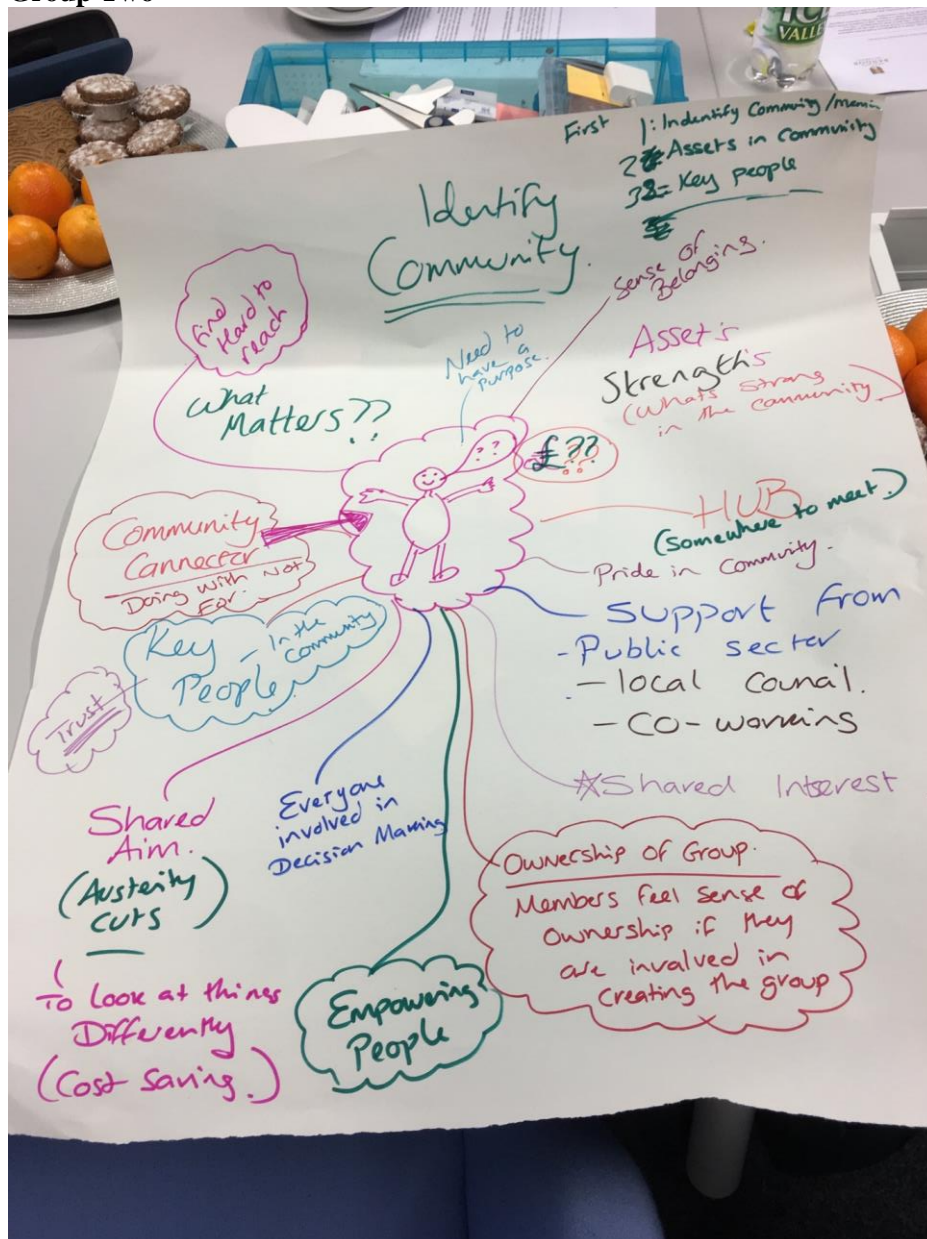 Group Two
VALLE
First 1: Indentify Community /
2 Assets in community
3 = Key people
Identify
Community.
Sense of
Belonging.
find
Hard to
reach
What
Matters??
Need to
have a
purpose.
Assets
Strengths
(Whats strong
in the community)
? ?
£??
HUB
(somewhere to meet.)
Community
Connector
Doing with Not
For.
Pride in Community.
Key
People
- In the
community
Trust
Support from
- Public sector
- local council.
- CO-working
Shared Interest
Shared
Aim.
(Austerity
cuts)
To Look at things
Differently
(Cost saving.)
Everyone
involved in
Decision Making
Empowering
People
Ownership of Group.
Members feel sense of
ownership if they
are involved in
creating the group